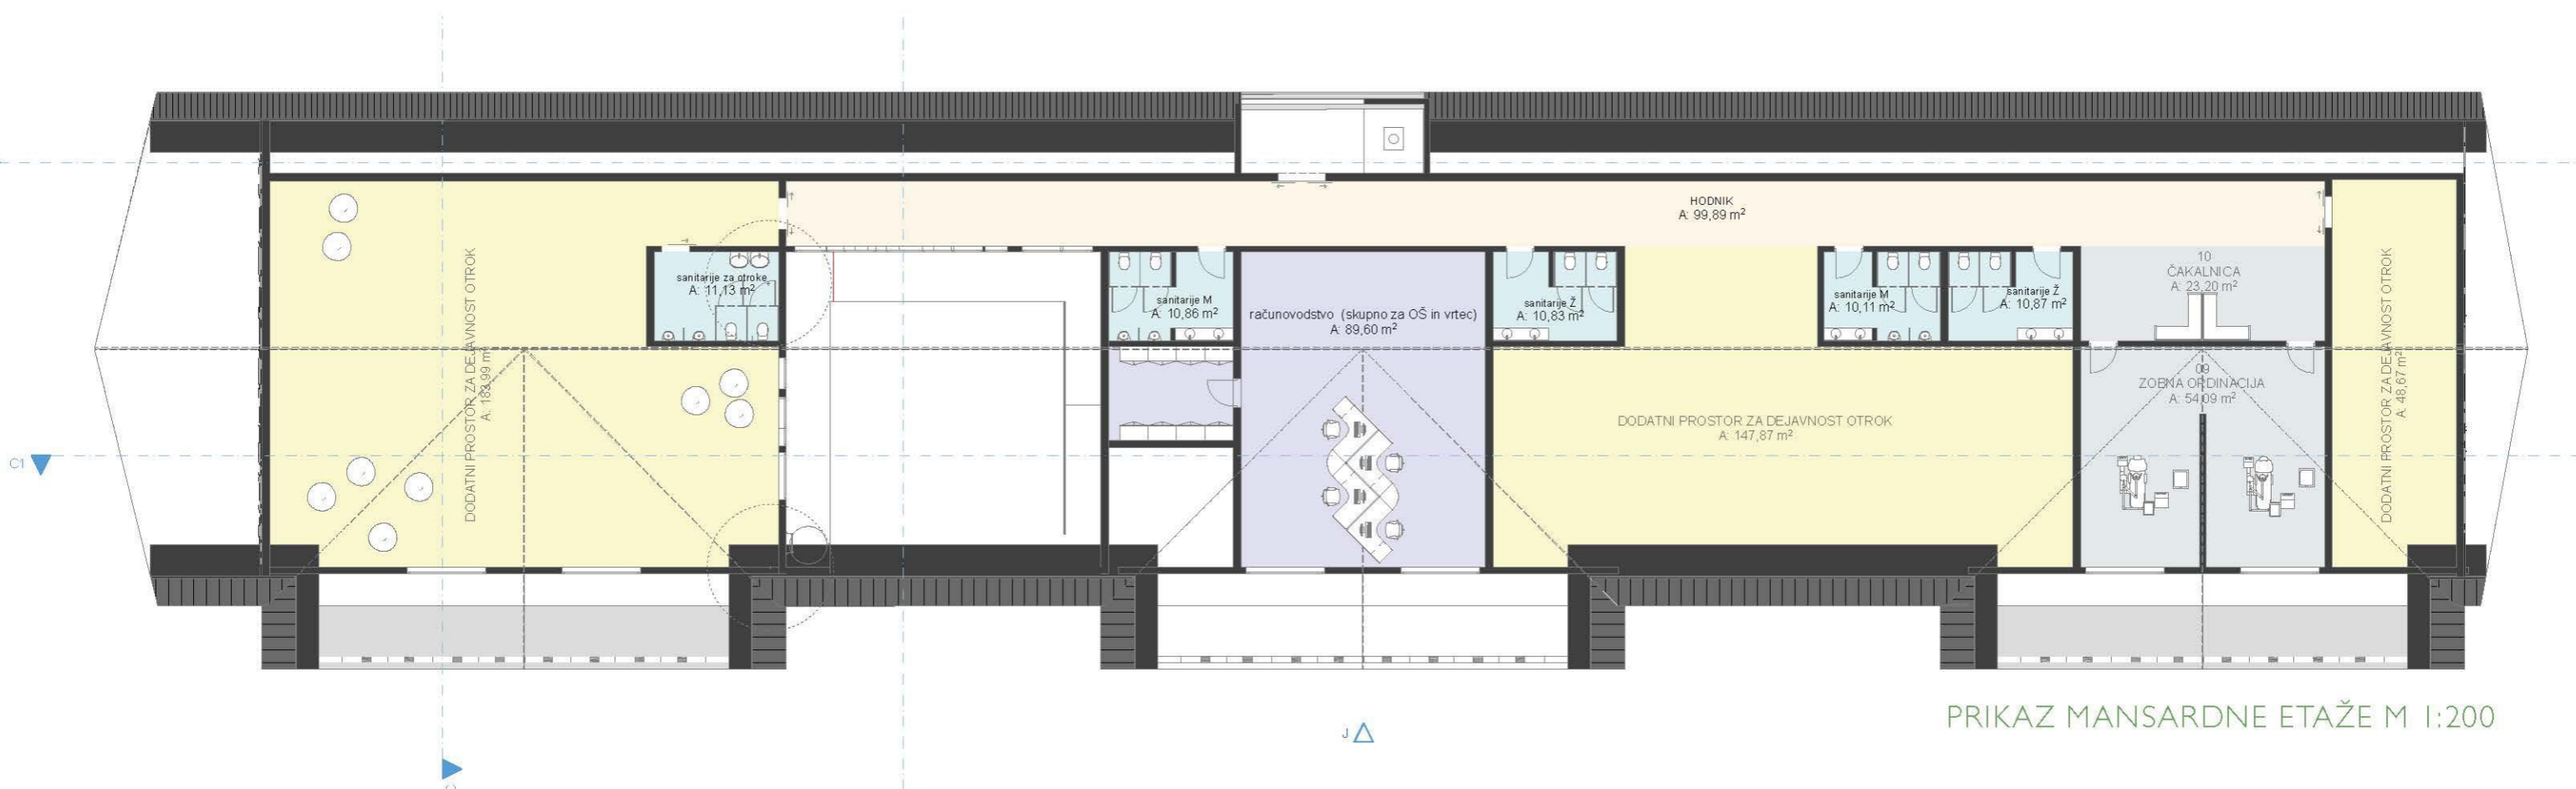 HODNIK
A: 99,89 m²
DODATNI PROSTOR ZA DEJAVNOST OTROK
A: 183,99 m²
sanitarije za otroke
A: 11,13 m²
sanitarije M
A: 10,86 m²
računovodstvo (skupno za OŠ in vrtec)
A: 89,60 m²
sanitarije Ž
A: 10,83 m²
DODATNI PROSTOR ZA DEJAVNOST OTROK
A: 147,87 m²
sanitarije M
A: 10,11 m²
sanitarije Ž
A: 10,87 m²
10
ČAKALNICA
A: 23,20 m²
09
ZOBNA ORDINACIJA
A: 54,09 m²
DODATNI PROSTOR ZA DEJAVNOST OTROK
A: 48,67 m²
C1
J
PRIKAZ MANSARDNE ETAŽE M 1:200